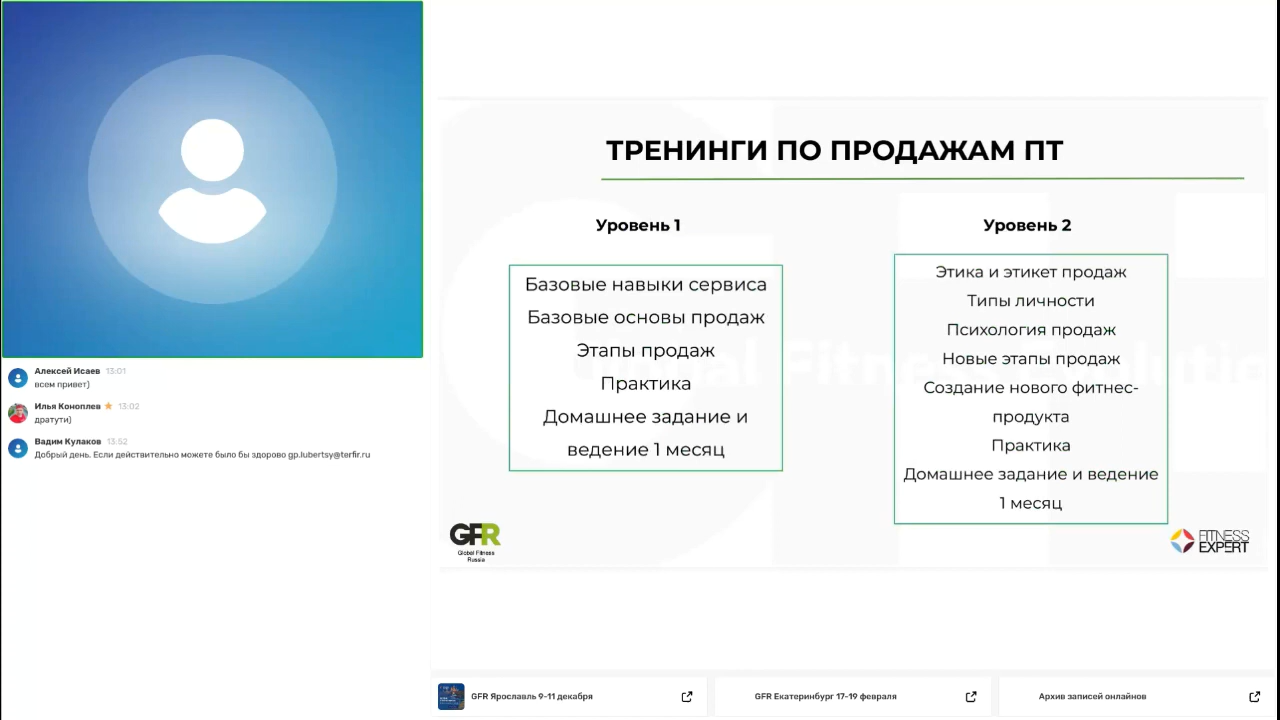 Алексей Исаев 13:01
всем привет)
Илья Коноплев 13:02
дратути)
Вадим Кулаков 13:52
Добрый день. Если действительно можете было бы здорово gp.lubertsy@terfir.ru
ТРЕНИНГИ ПО ПРОДАЖАМ ПТ
Уровень 1
Базовые навыки сервиса
Базовые основы продаж
Этапы продаж
Практика
Домашнее задание и
ведение 1 месяц
Уровень 2
Этика и этикет продаж
Типы личности
Психология продаж
Новые этапы продаж
Создание нового фитнес-
продукта
Практика
Домашнее задание и ведение
1 месяц
GFR
Global Fitness
Russia
FITNESS
EXPERT
GFR Ярославль 9-11 декабря
GFR Екатеринбург 17-19 февраля
Архив записей онлайнов